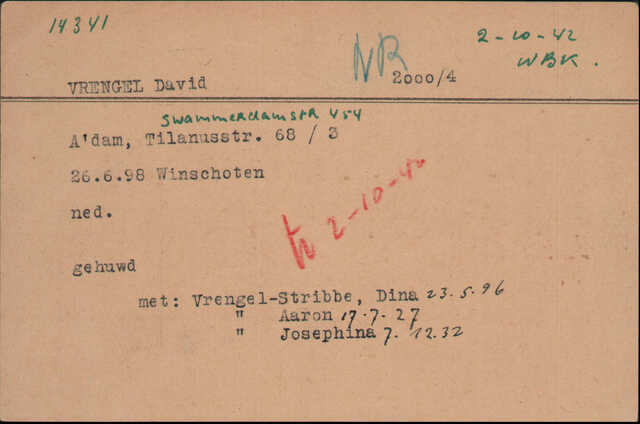 14341
NR
2-10-42
WBK.
VRENGEL David 2000/4
Swammerdamstr 454
A'dam, Tilanusstr. 68 / 3
26.6.98 Winschoten
ned.
tr 2-10-42
gehuwd
met: Vrengel-Stribbe, Dina 23.5.96
" Aaron 17.7.27
" Josephina 7.12.32